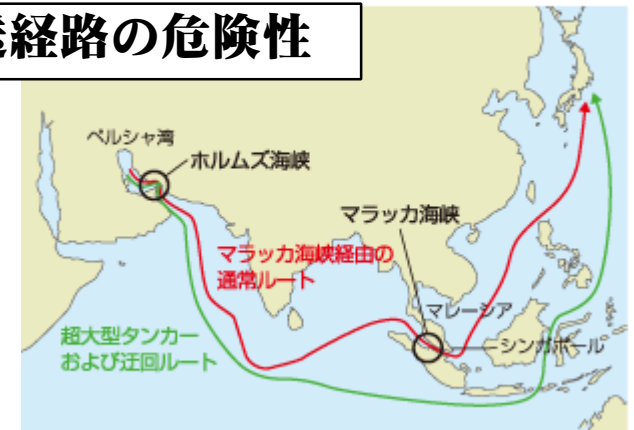 経路の危険性
ペルシャ湾
ホルムズ海峡
マラッカ海峡
マラッカ海峡経由の
通常ルート
マレーシア
シンガポール
超大型タンカー
および迂回ルート